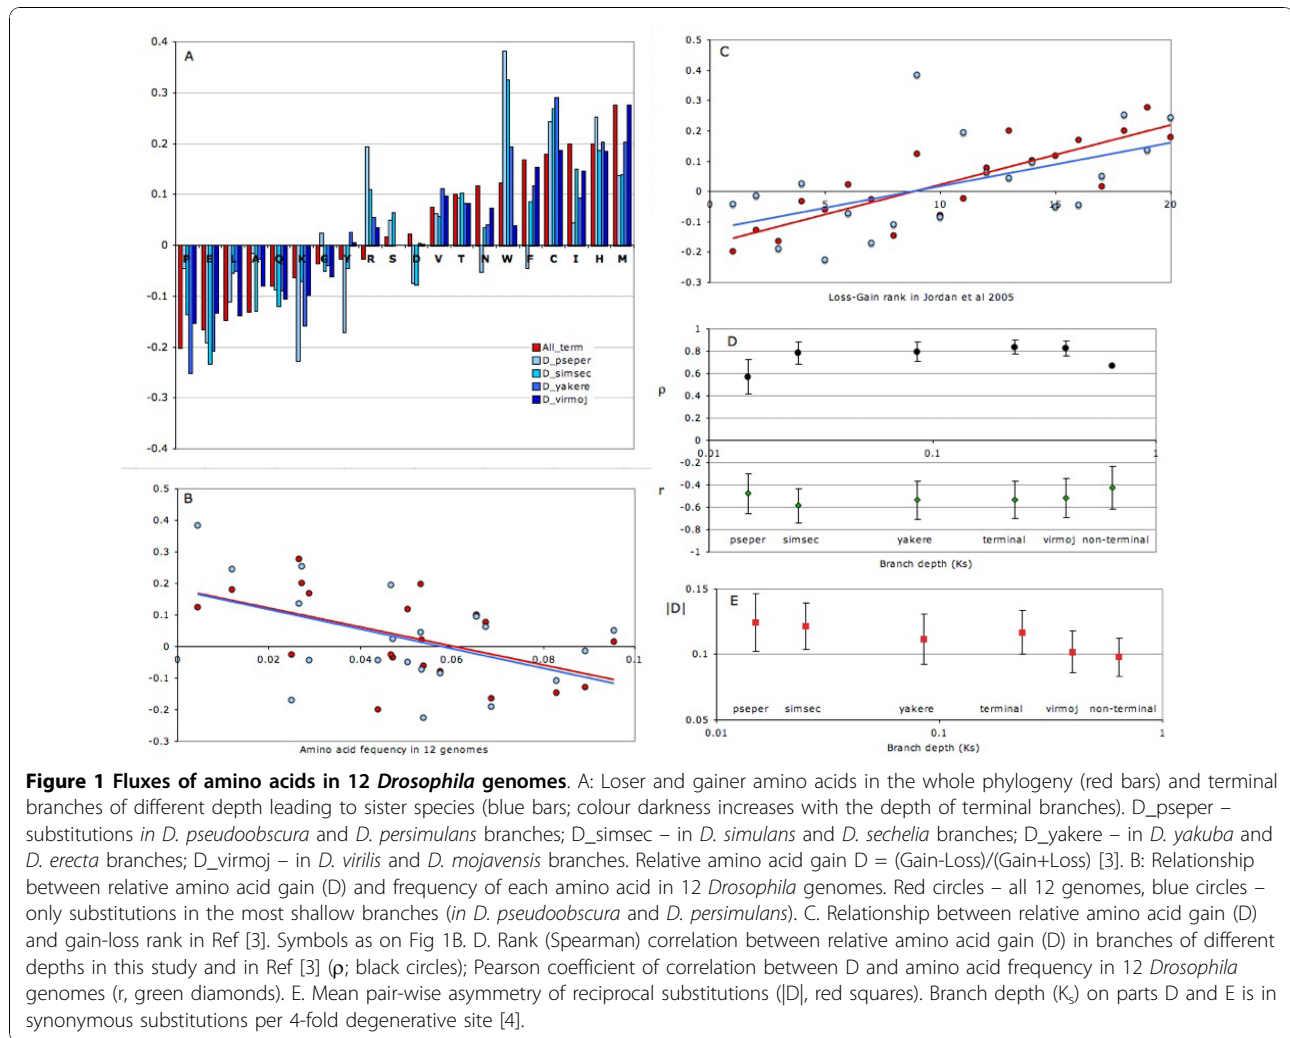 A
0.4
0.3
0.2
0.1
0
-0.1
-0.2
-0.3
-0.4
P E L A Q K G Y R S D V T N W F C I H M
All_term
D_pseper
D_simsec
D_yakere
D_virmoj
B
0.5
0.4
0.3
0.2
0.1
0
-0.1
-0.2
-0.3
0 0.02 0.04 0.06 0.08 0.1
Amino acid fequency in 12 genomes
C
0.5
0.4
0.3
0.2
0.1
0
-0.1
-0.2
-0.3
0 5 10 15 20
Loss-Gain rank in Jordan et al 2005
D
ρ
1
0.8
0.6
0.4
0.2
0
0.01 0.1 1
r
-0.2
-0.4
-0.6
-0.8
-1
pseper simsec yakere terminal virmoj non-terminal
Branch depth (Ks)
E
|D|
0.15
0.1
0.05
pseper simsec yakere terminal virmoj non-terminal
0.01 0.1 1
Branch depth (Ks)
Figure 1 Fluxes of amino acids in 12 Drosophila genomes. A: Loser and gainer amino acids in the whole phylogeny (red bars) and terminal
branches of different depth leading to sister species (blue bars; colour darkness increases with the depth of terminal branches). D_pseper –
substitutions in D. pseudoobscura and D. persimulans branches; D_simsec – in D. simulans and D. sechelia branches; D_yakere – in D. yakuba and
D. erecta branches; D_virmoj – in D. virilis and D. mojavensis branches. Relative amino acid gain D = (Gain-Loss)/(Gain+Loss) [3]. B: Relationship
between relative amino acid gain (D) and frequency of each amino acid in 12 Drosophila genomes. Red circles – all 12 genomes, blue circles –
only substitutions in the most shallow branches (in D. pseudoobscura and D. persimulans). C. Relationship between relative amino acid gain (D)
and gain-loss rank in Ref [3]. Symbols as on Fig 1B. D. Rank (Spearman) correlation between relative amino acid gain (D) in branches of different
depths in this study and in Ref [3] (ρ; black circles); Pearson coefficient of correlation between D and amino acid frequency in 12 Drosophila
genomes (r, green diamonds). E. Mean pair-wise asymmetry of reciprocal substitutions (|D|, red squares). Branch depth (Ks) on parts D and E is in
synonymous substitutions per 4-fold degenerative site [4].